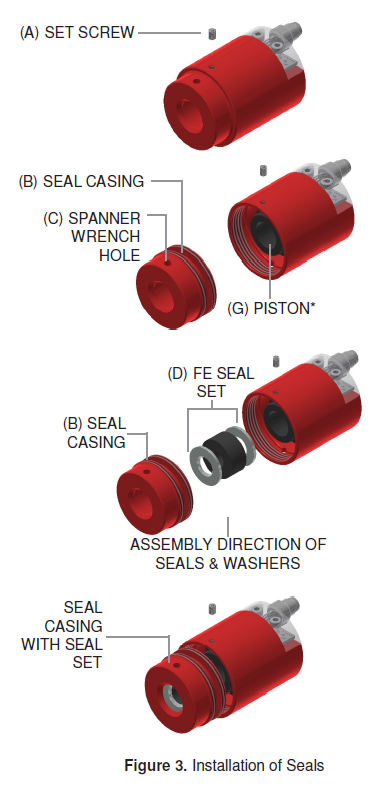 (A) SET SCREW
(B) SEAL CASING
(C) SPANNER
WRENCH
HOLE
(G) PISTON*
(D) FE SEAL
SET
(B) SEAL
CASING
ASSEMBLY DIRECTION OF
SEALS & WASHERS
SEAL
CASING
WITH SEAL
SET
Figure 3. Installation of Seals